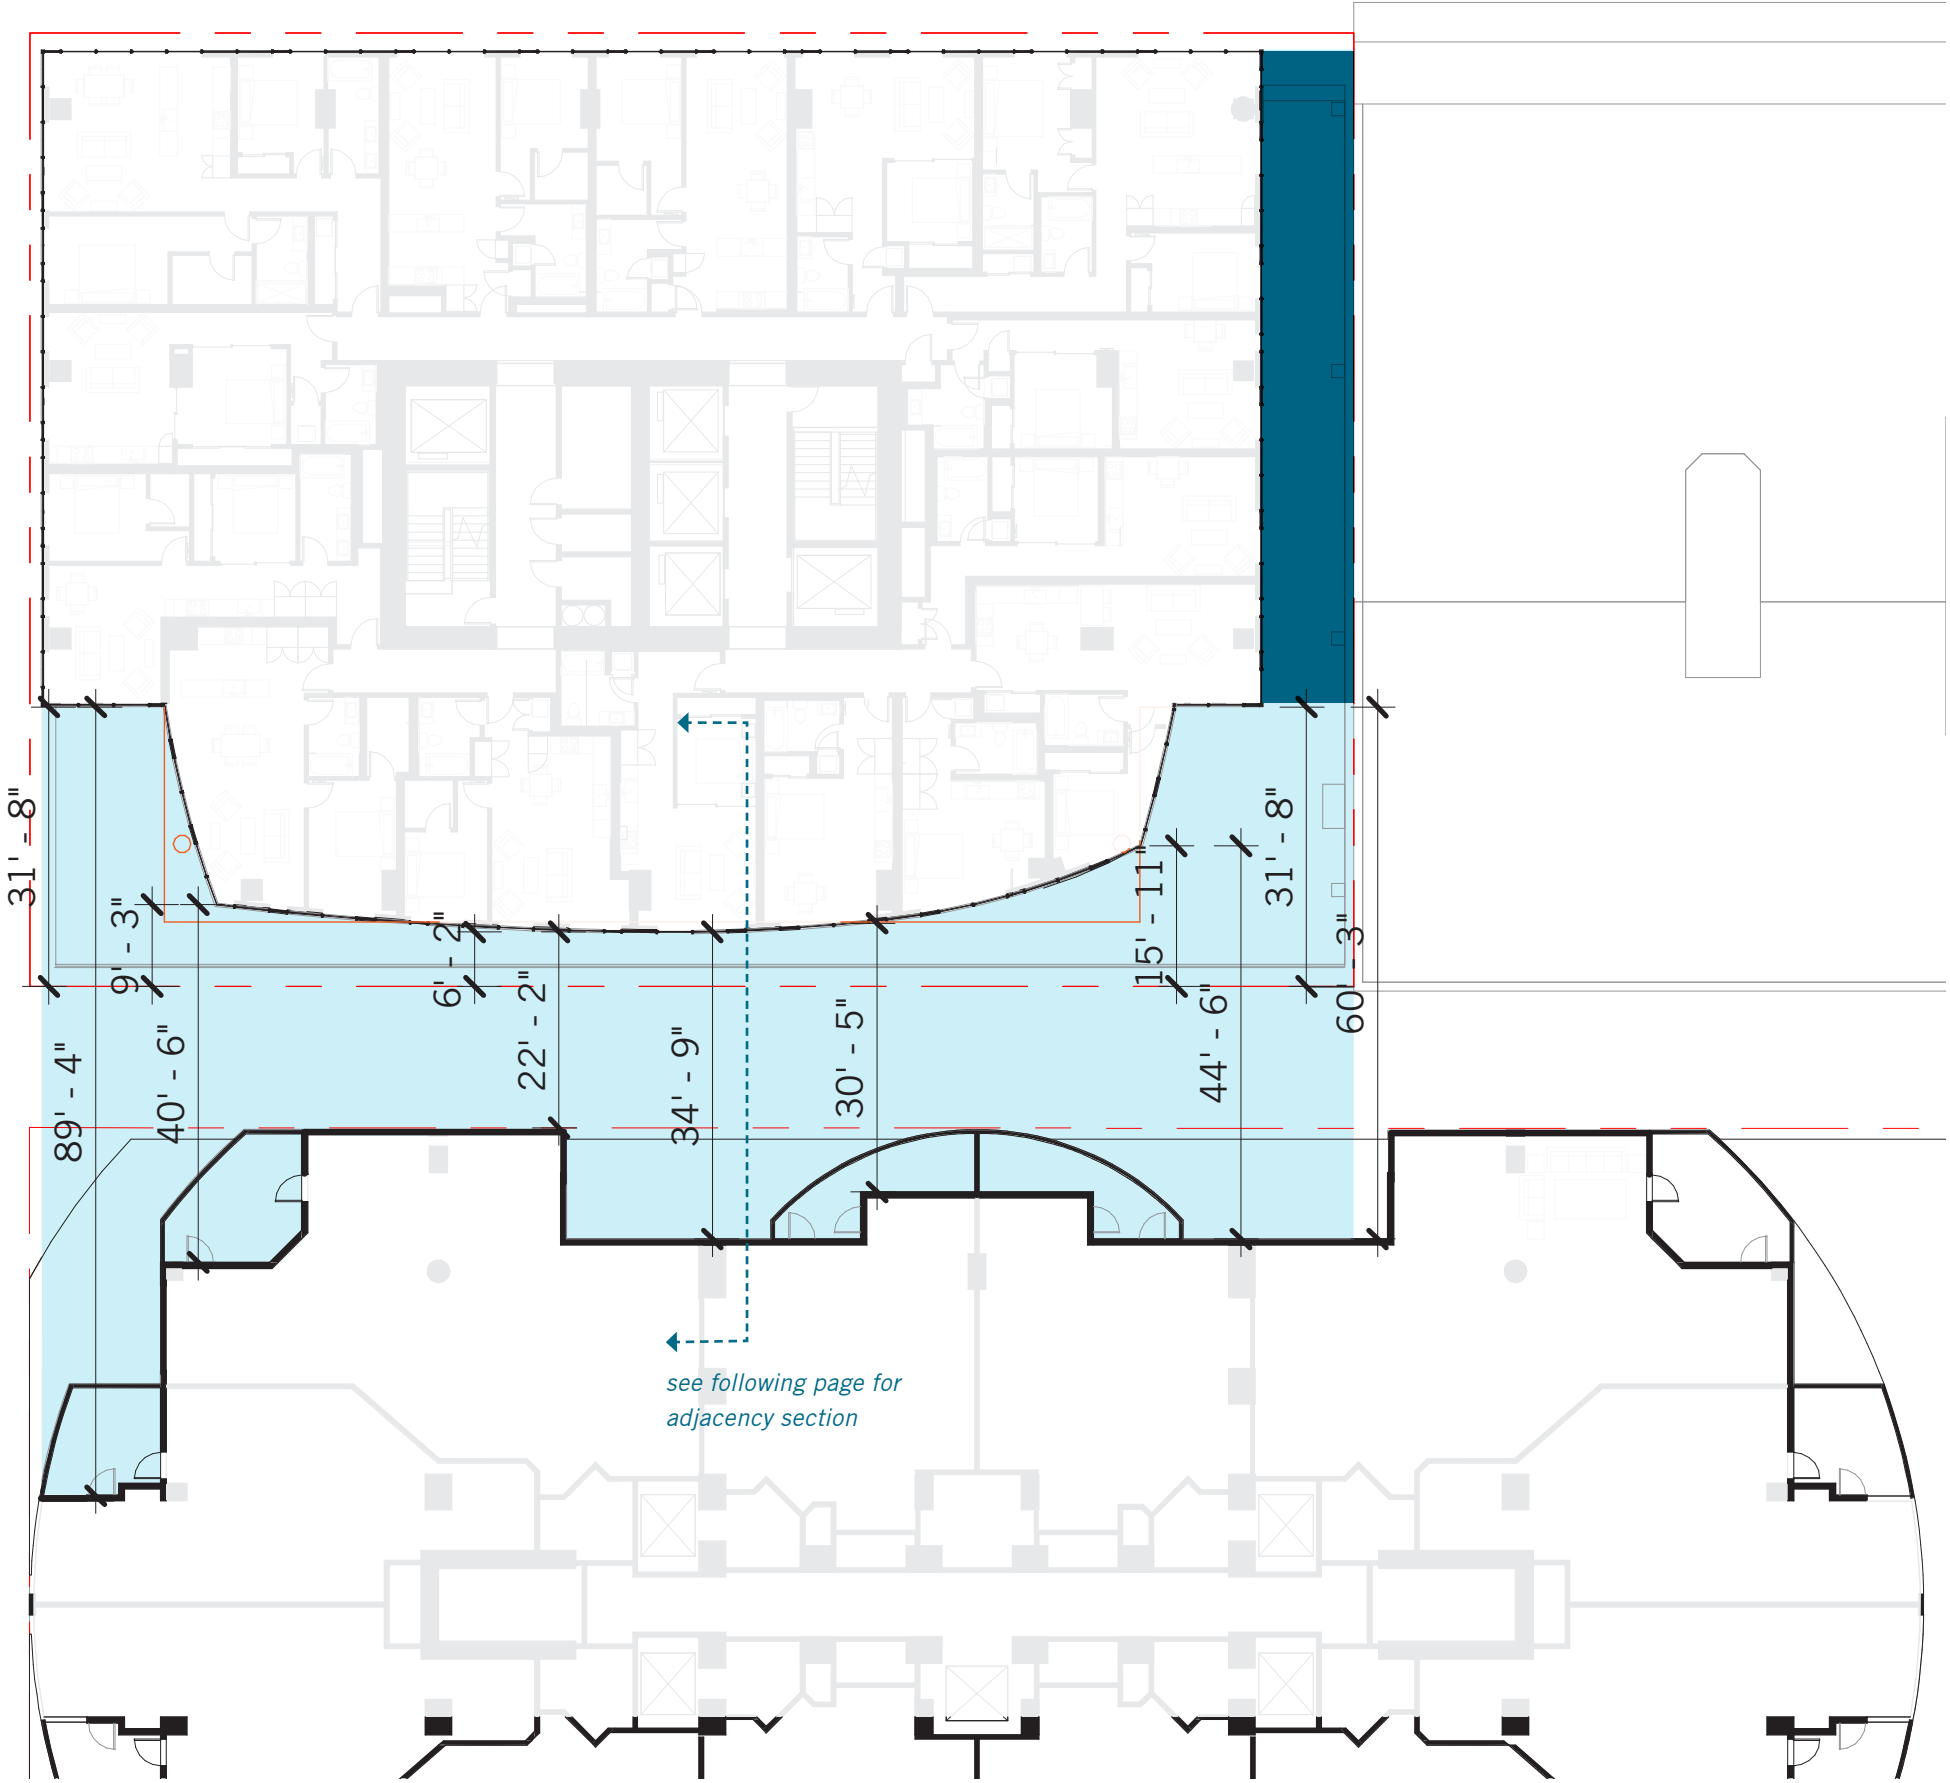 31' - 8"
89' - 4"
9' - 3"
40' - 6"
6' - 2"
22' - 2"
34' - 9"
30' - 5"
15' - 11"
44' - 6"
31' - 8"
60' - 3"
see following page for
adjacency section